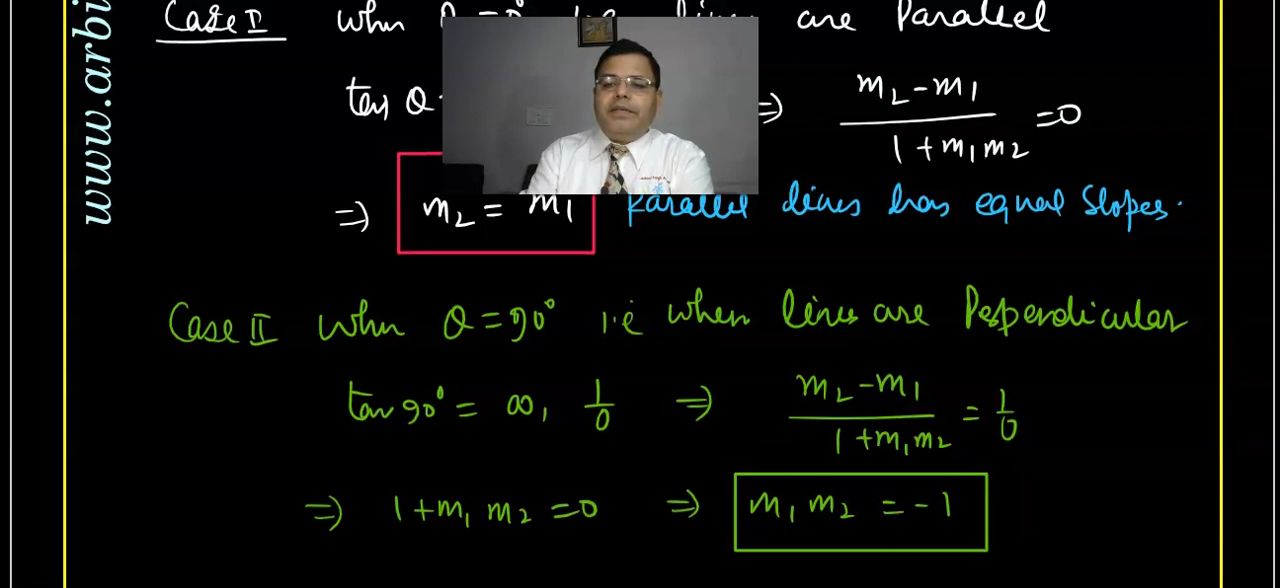 www.arbi
Case I when θ = 0° i.e lines are Parallel
tan θ = ⇒ m₂ - m₁ / 1 + m₁m₂ = 0
⇒ m₂ = m₁ Parallel lines has equal Slopes.
Case II when θ = 90° i.e when lines are Perpendicular
tan 90° = ∞, 1/0 ⇒ m₂ - m₁ / 1 + m₁m₂ = 1/0
⇒ 1 + m₁ m₂ = 0 ⇒ m₁ m₂ = -1